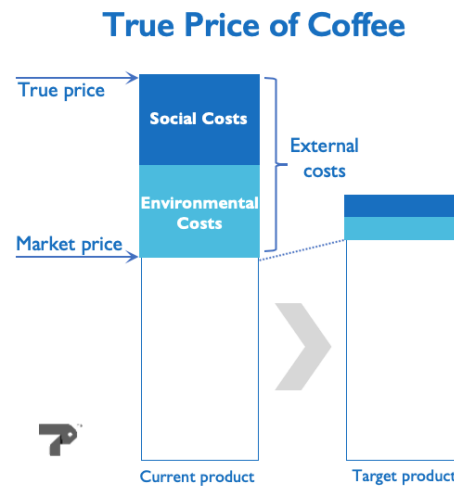 True Price of Coffee
True price
Social Costs
External
costs
Environmental
Costs
Market price
Current product
Target product